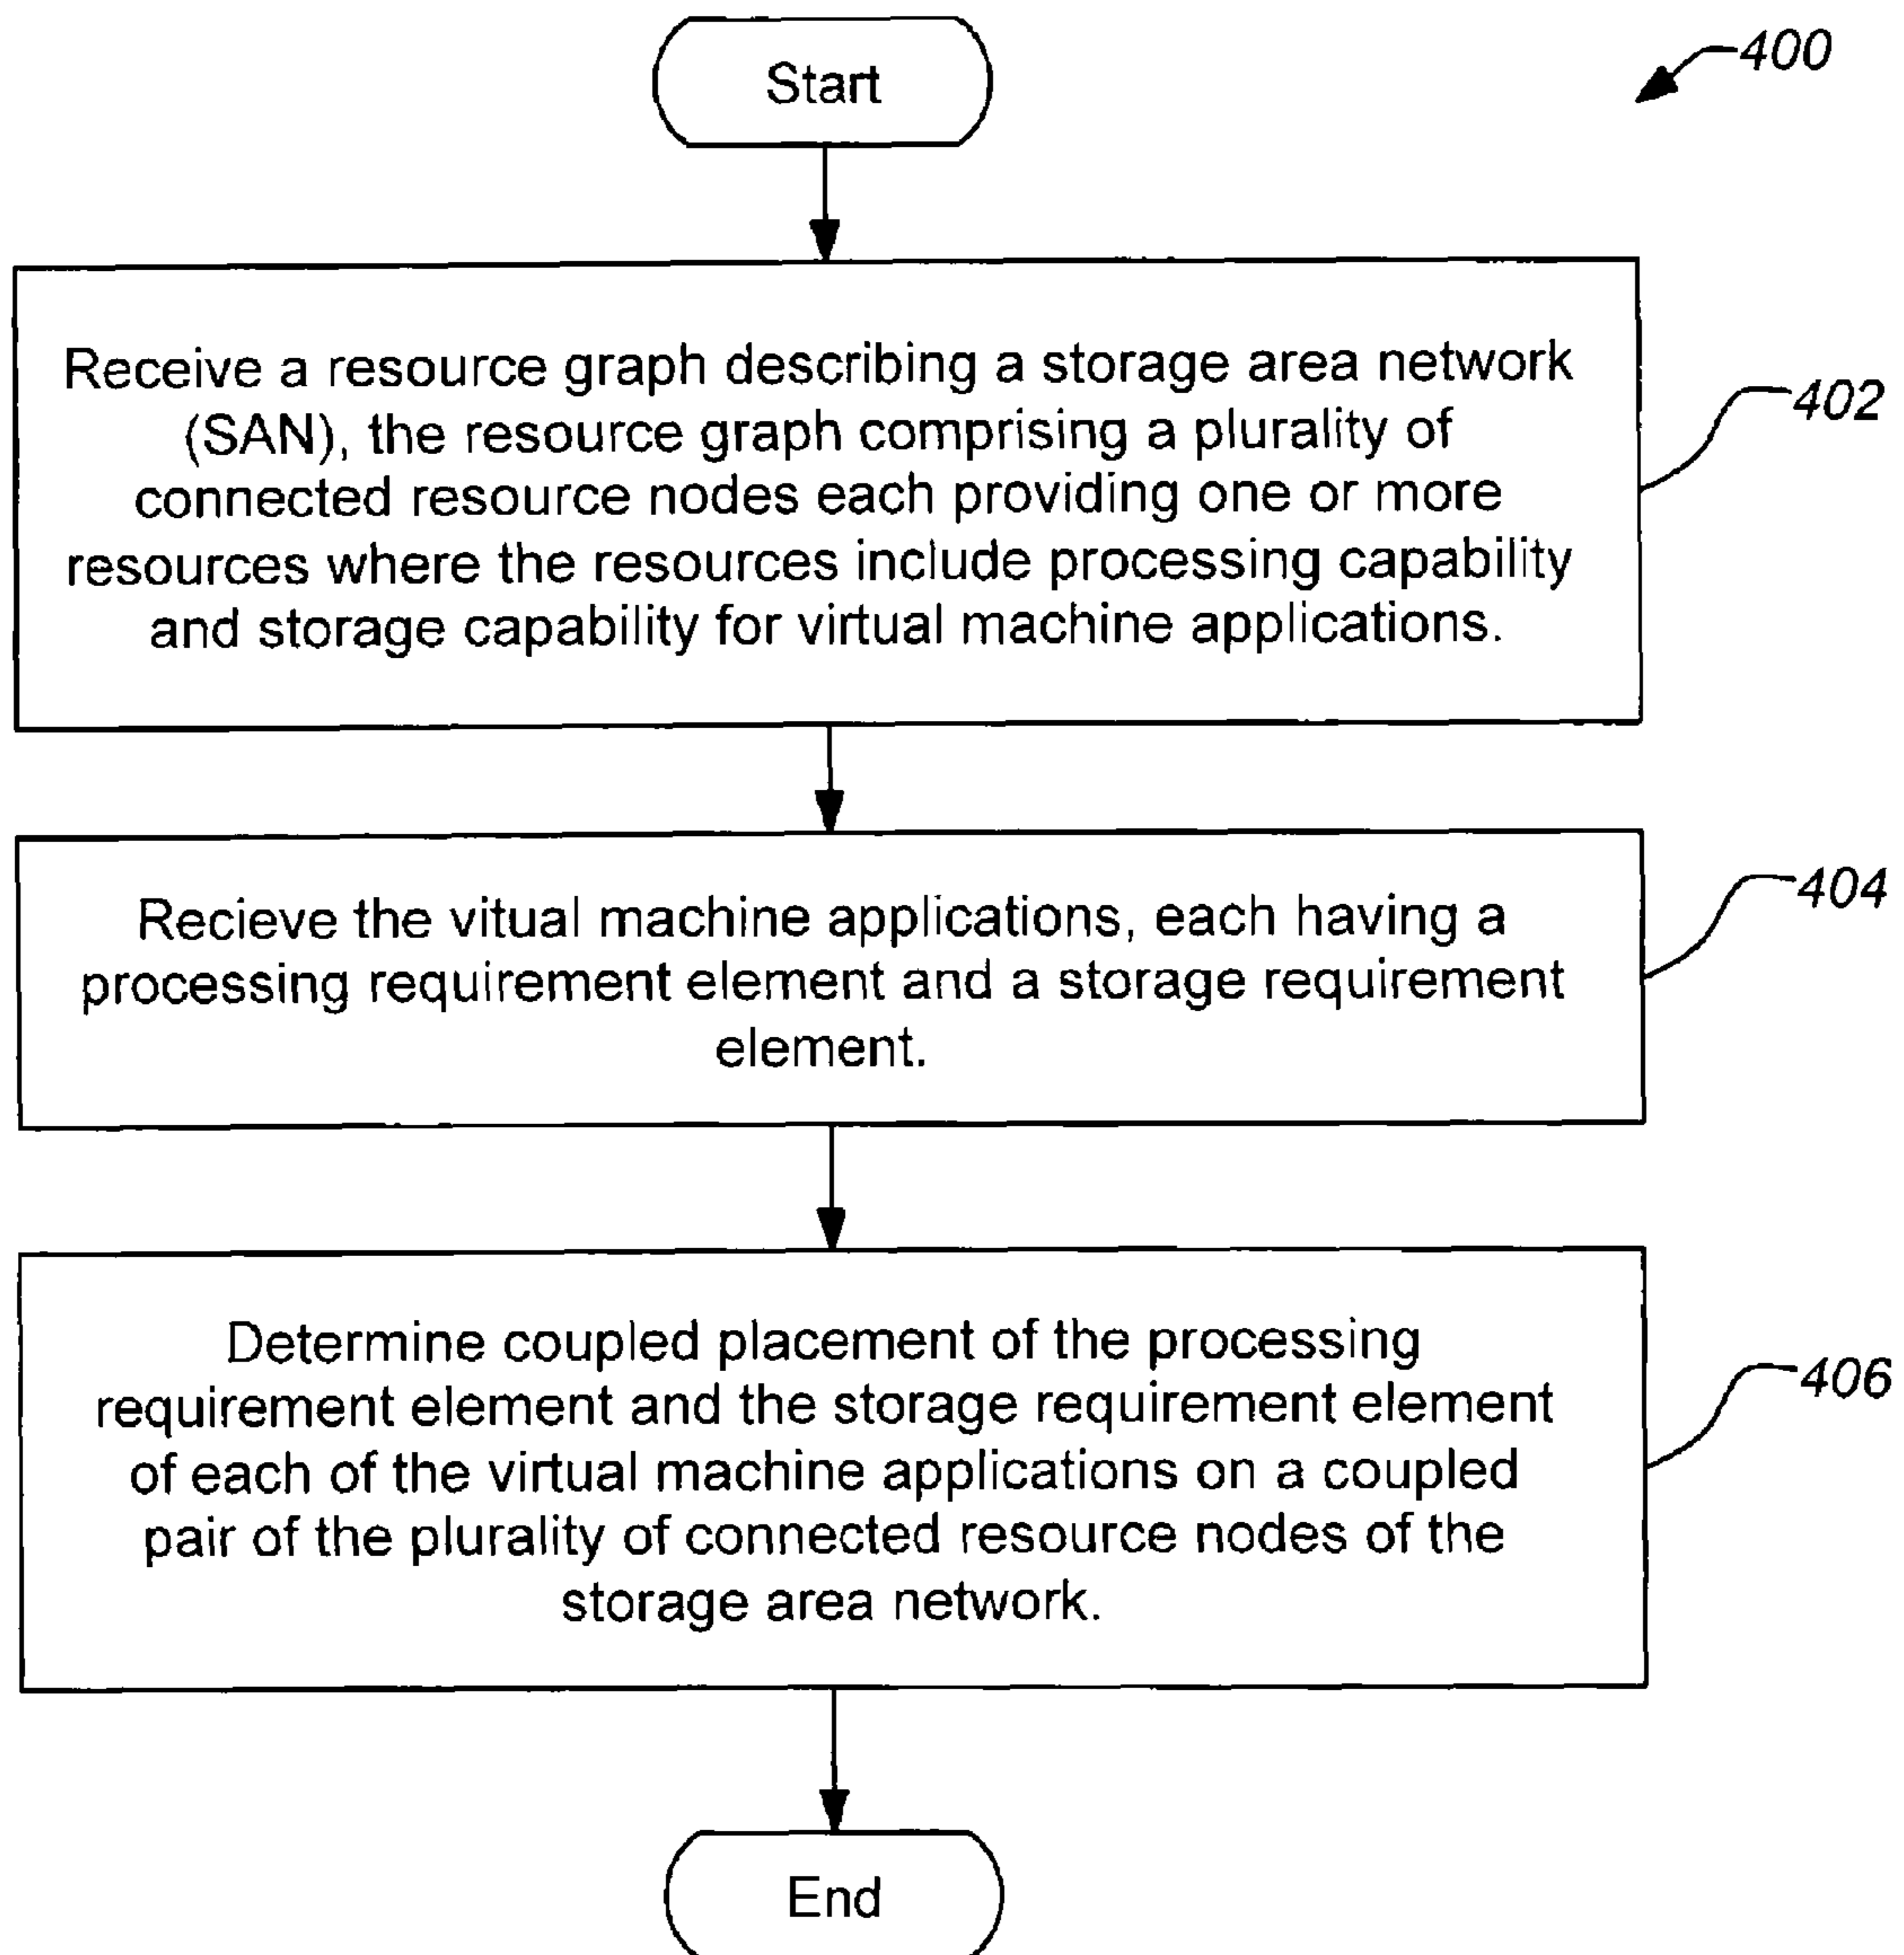 Start
400
Receive a resource graph describing a storage area network
(SAN), the resource graph comprising a plurality of
connected resource nodes each providing one or more
resources where the resources include processing capability
and storage capability for virtual machine applications.
402
Recieve the vitual machine applications, each having a
processing requirement element and a storage requirement
element.
404
Determine coupled placement of the processing
requirement element and the storage requirement element
of each of the virtual machine applications on a coupled
pair of the plurality of connected resource nodes of the
storage area network.
406
End